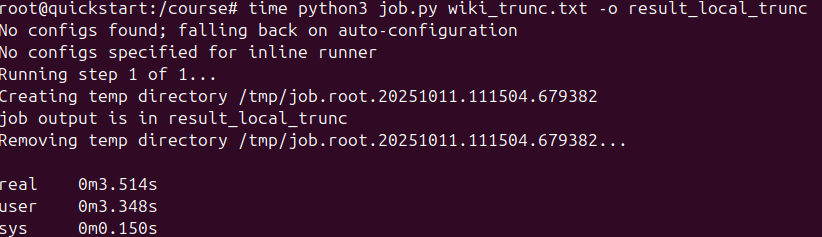 root@quickstart:/course# time python3 job.py wiki_trunc.txt -o result_local_trunc
No configs found; falling back on auto-configuration
No configs specified for inline runner
Running step 1 of 1...
Creating temp directory /tmp/job.root.20251011.111504.679382
job output is in result_local_trunc
Removing temp directory /tmp/job.root.20251011.111504.679382...
real    0m3.514s
user    0m3.348s
sys     0m0.150s